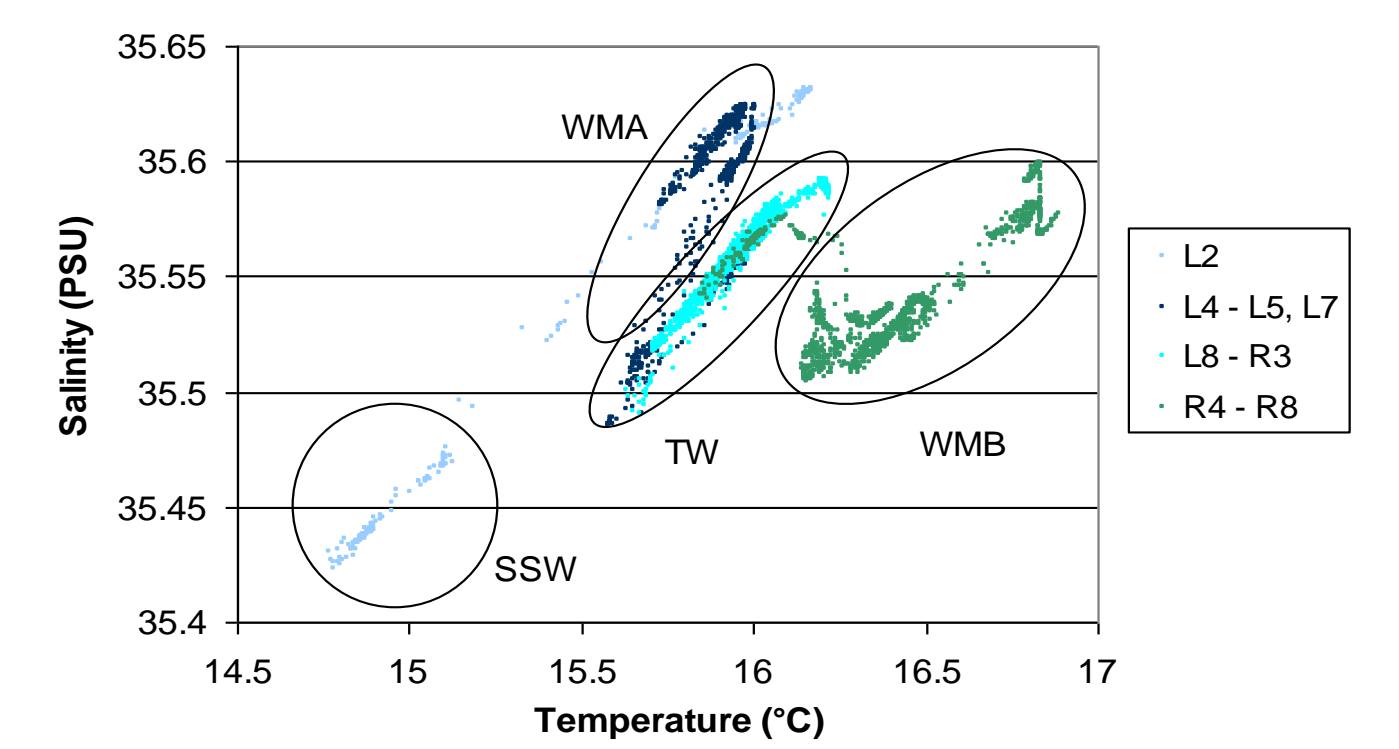 35.65
35.6
35.55
35.5
35.45
35.4
Salinity (PSU)
14.5 15 15.5 16 16.5 17
Temperature (°C)
WMA
TW
WMB
SSW
L2
L4 - L5, L7
L8 - R3
R4 - R8